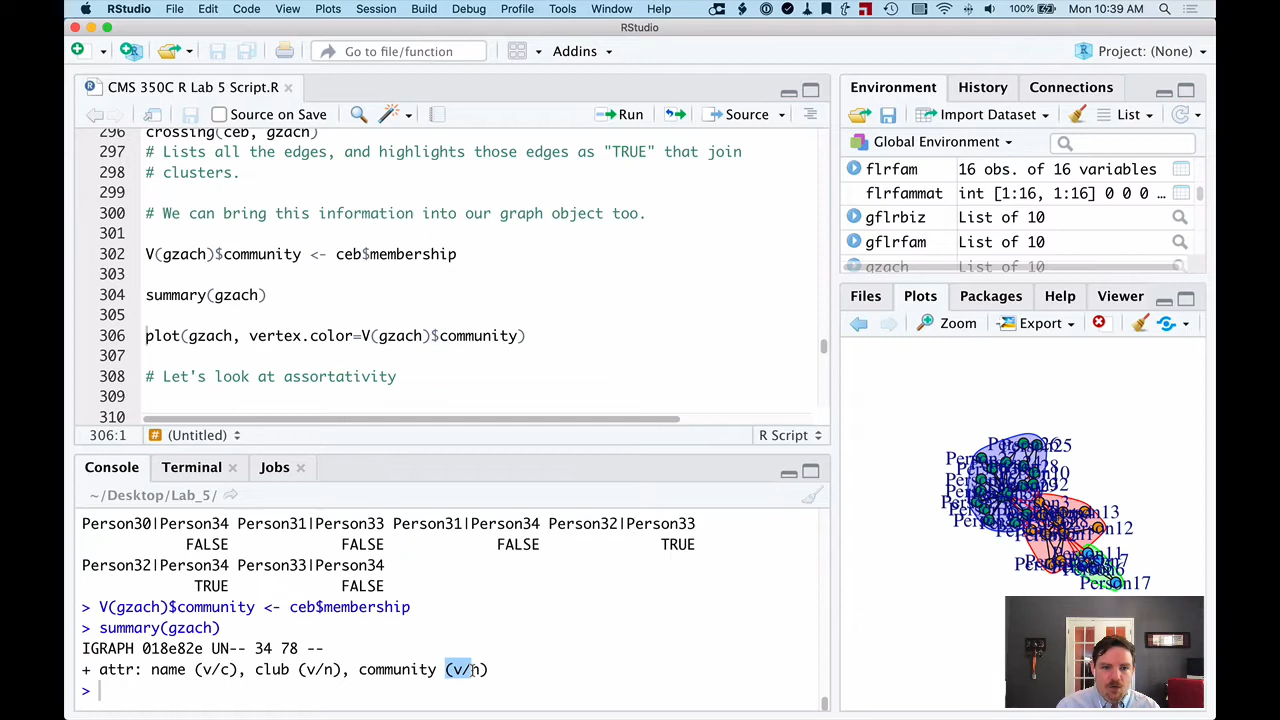 RStudio File Edit Code View Plots Session Build Debug Profile Tools Window Help 100% Mon 10:39 AM
RStudio
Go to file/function Addins Project: (None)
CMS 350C R Lab 5 Script.R
Source on Save Run Source
296 crossing(ceb, gzach)
297 # Lists all the edges, and highlights those edges as "TRUE" that join
298 # clusters.
299
300 # We can bring this information into our graph object too.
301
302 V(gzach)$community <- ceb$membership
303
304 summary(gzach)
305
306 plot(gzach, vertex.color=V(gzach)$community)
307
308 # Let's look at assortativity
309
310
306:1 # (Untitled) R Script
Console Terminal Jobs
~/Desktop/Lab_5/
Person30|Person34 Person31|Person33 Person31|Person34 Person32|Person33
FALSE FALSE FALSE TRUE
Person32|Person34 Person33|Person34
TRUE FALSE
> V(gzach)$community <- ceb$membership
> summary(gzach)
IGRAPH 018e82e UN-- 34 78 --
+ attr: name (v/c), club (v/n), community (v/n)
>
Environment History Connections
Import Dataset List
Global Environment
flrfam 16 obs. of 16 variables
flrfammat int [1:16, 1:16] 0 0 0 …
gflrbiz List of 10
gflrfam List of 10
gzach List of 10
Files Plots Packages Help Viewer
Zoom Export
Person17